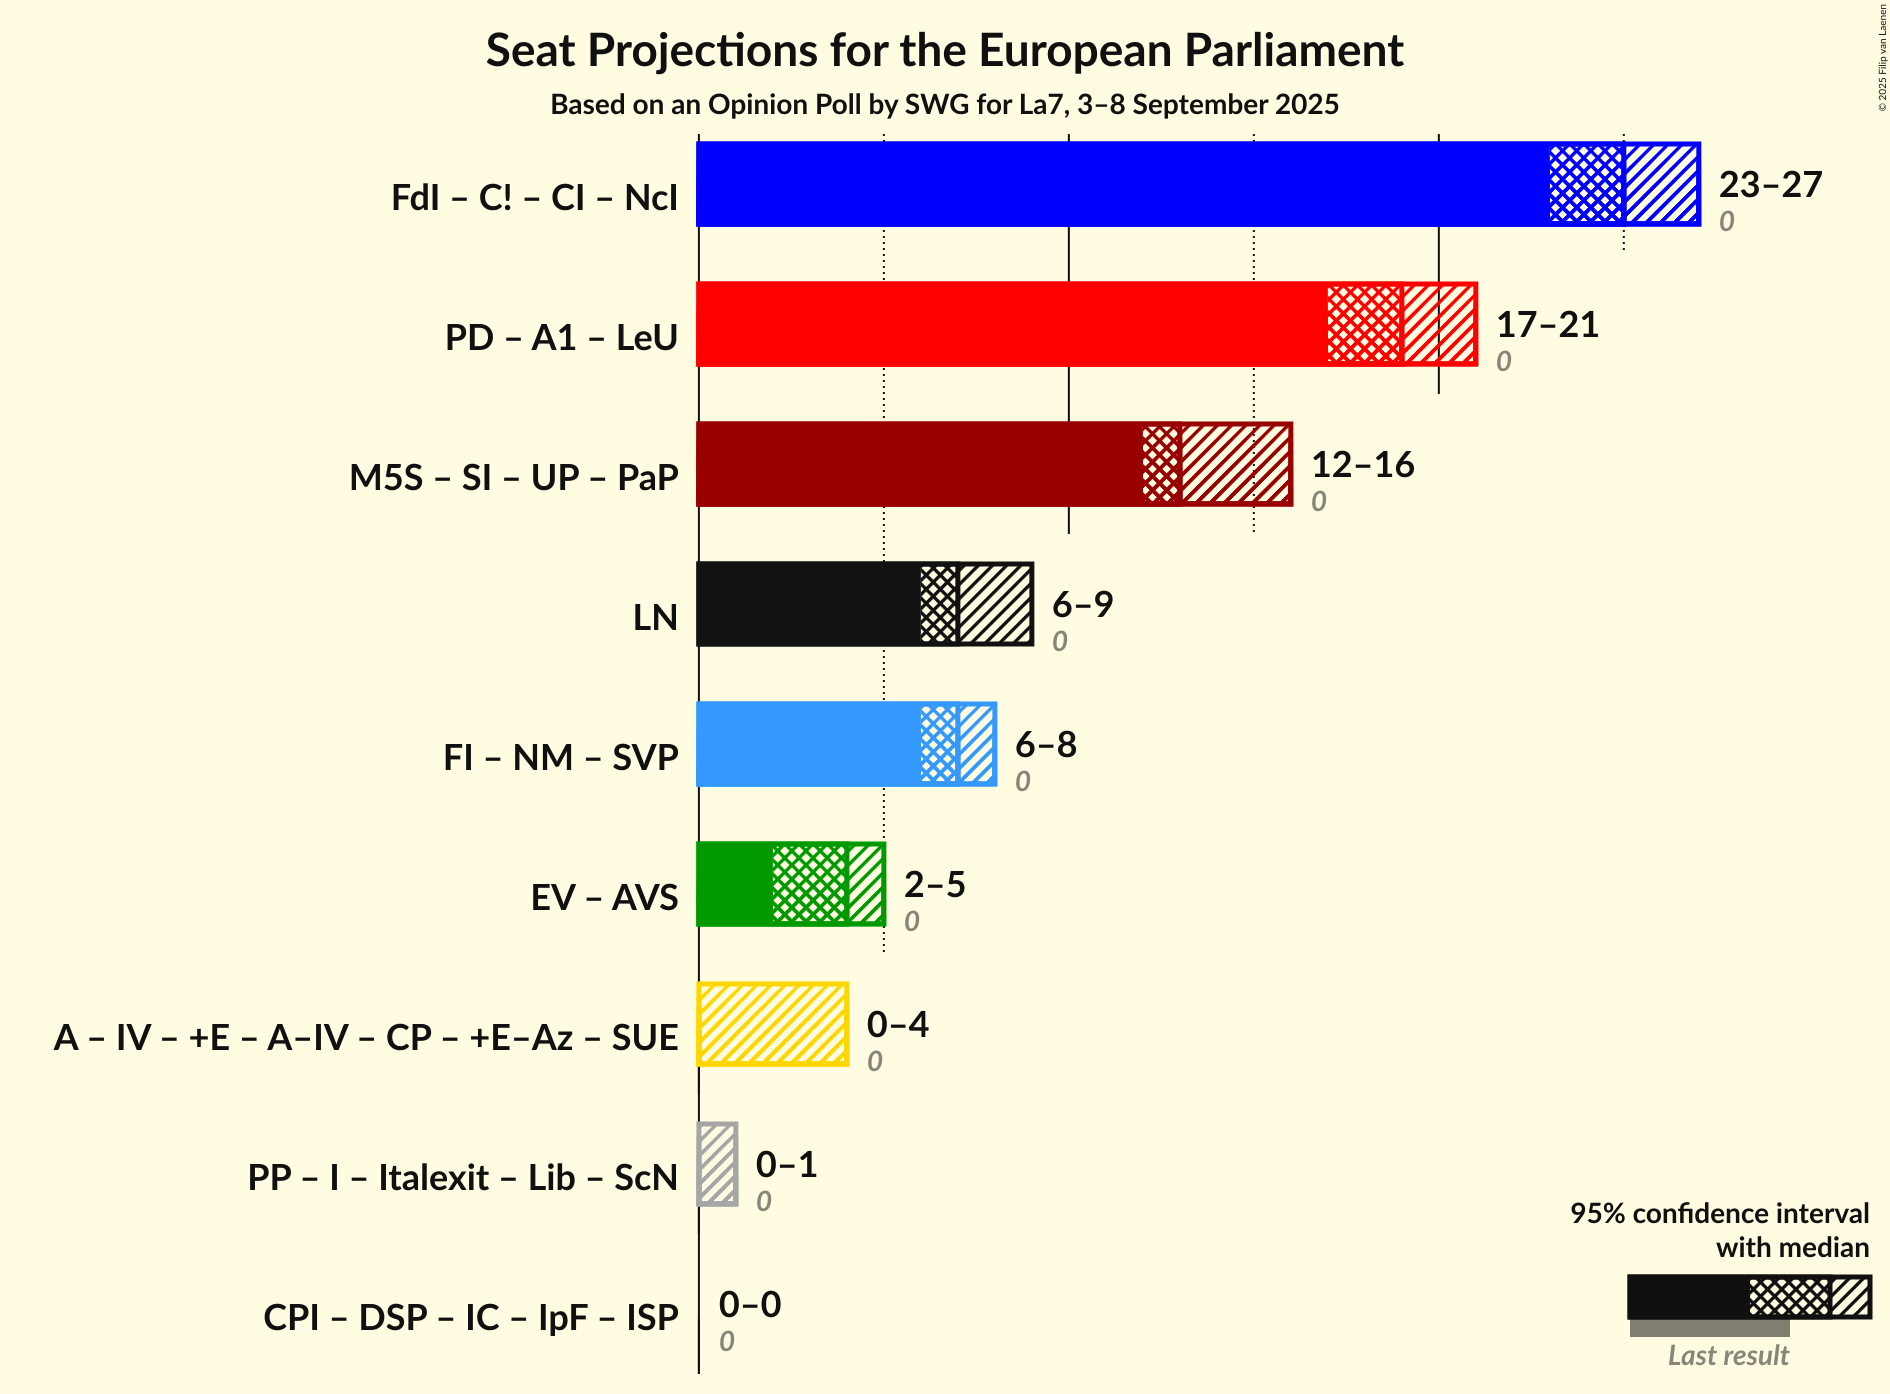 Seat Projections for the European Parliament
Based on an Opinion Poll by SWG for La7, 3–8 September 2025
© 2025 Filip van Laenen
FdI – C! – CI – NcI
23–27
0
PD – A1 – LeU
17–21
0
M5S – SI – UP – PaP
12–16
0
LN
6–9
0
FI – NM – SVP
6–8
0
EV – AVS
2–5
0
A – IV – +E – A–IV – CP – +E–Az – SUE
0–4
0
PP – I – Italexit – Lib – ScN
0–1
0
CPI – DSP – IC – IpF – ISP
0–0
0
95% confidence interval
with median
Last result